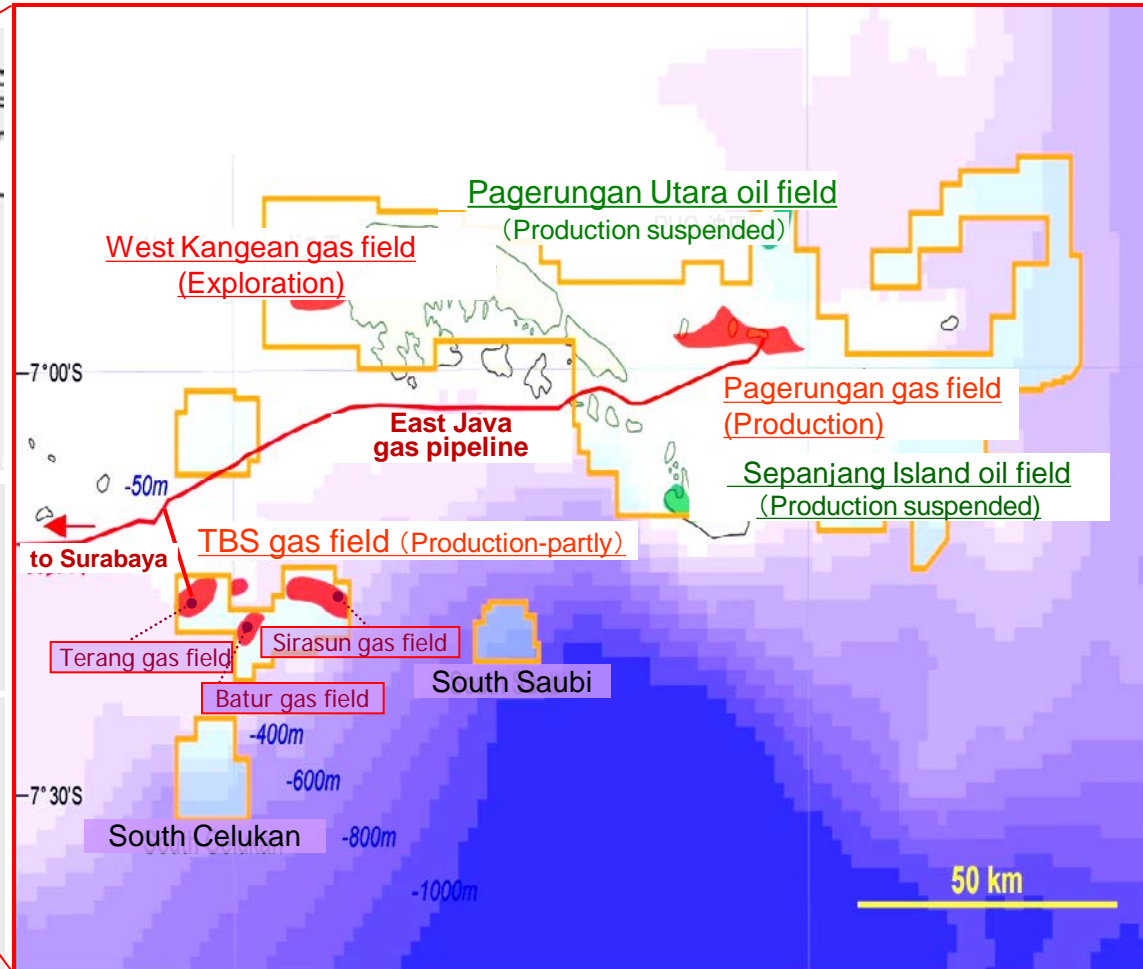 Pagerungan Utara oil field
(Production suspended)
West Kangean gas field
(Exploration)
7°00'S
Pagerungan gas field
(Production)
East Java
gas pipeline
Sepanjang Island oil field
(Production suspended)
-50m
TBS gas field (Production-partly)
to Surabaya
Sirasun gas field
Terang gas field
Batur gas field
South Saubi
-400m
-600m
7°30'S
South Celukan
-800m
-1000m
50 km